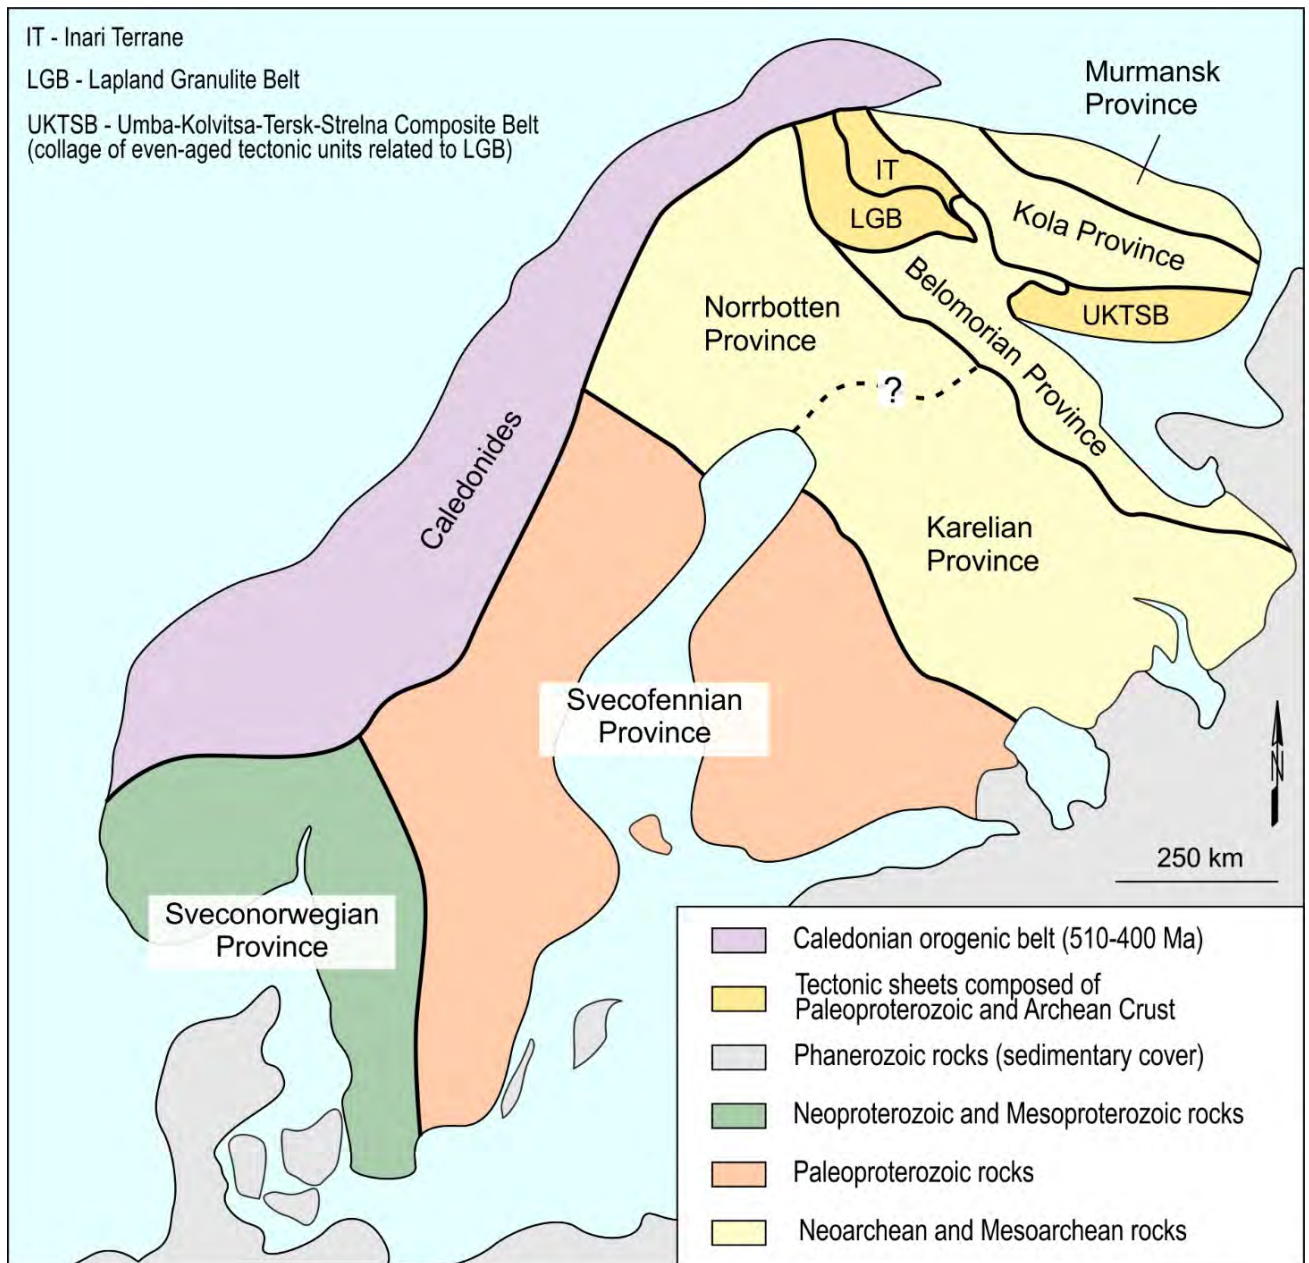 IT - Inari Terrane
LGB - Lapland Granulite Belt
UKTSB - Umba-Kolvitsa-Tersk-Strelna Composite Belt
(collage of even-aged tectonic units related to LGB)
Murmansk
Province
IT
LGB
Kola Province
Belomorian Province
UKTSB
Norrbotten
Province
?
Caledonides
Karelian
Province
Svecofennian
Province
N
250 km
Sveconorwegian
Province
Caledonian orogenic belt (510-400 Ma)
Tectonic sheets composed of
Paleoproterozoic and Archean Crust
Phanerozoic rocks (sedimentary cover)
Neoproterozoic and Mesoproterozoic rocks
Paleoproterozoic rocks
Neoarchean and Mesoarchean rocks